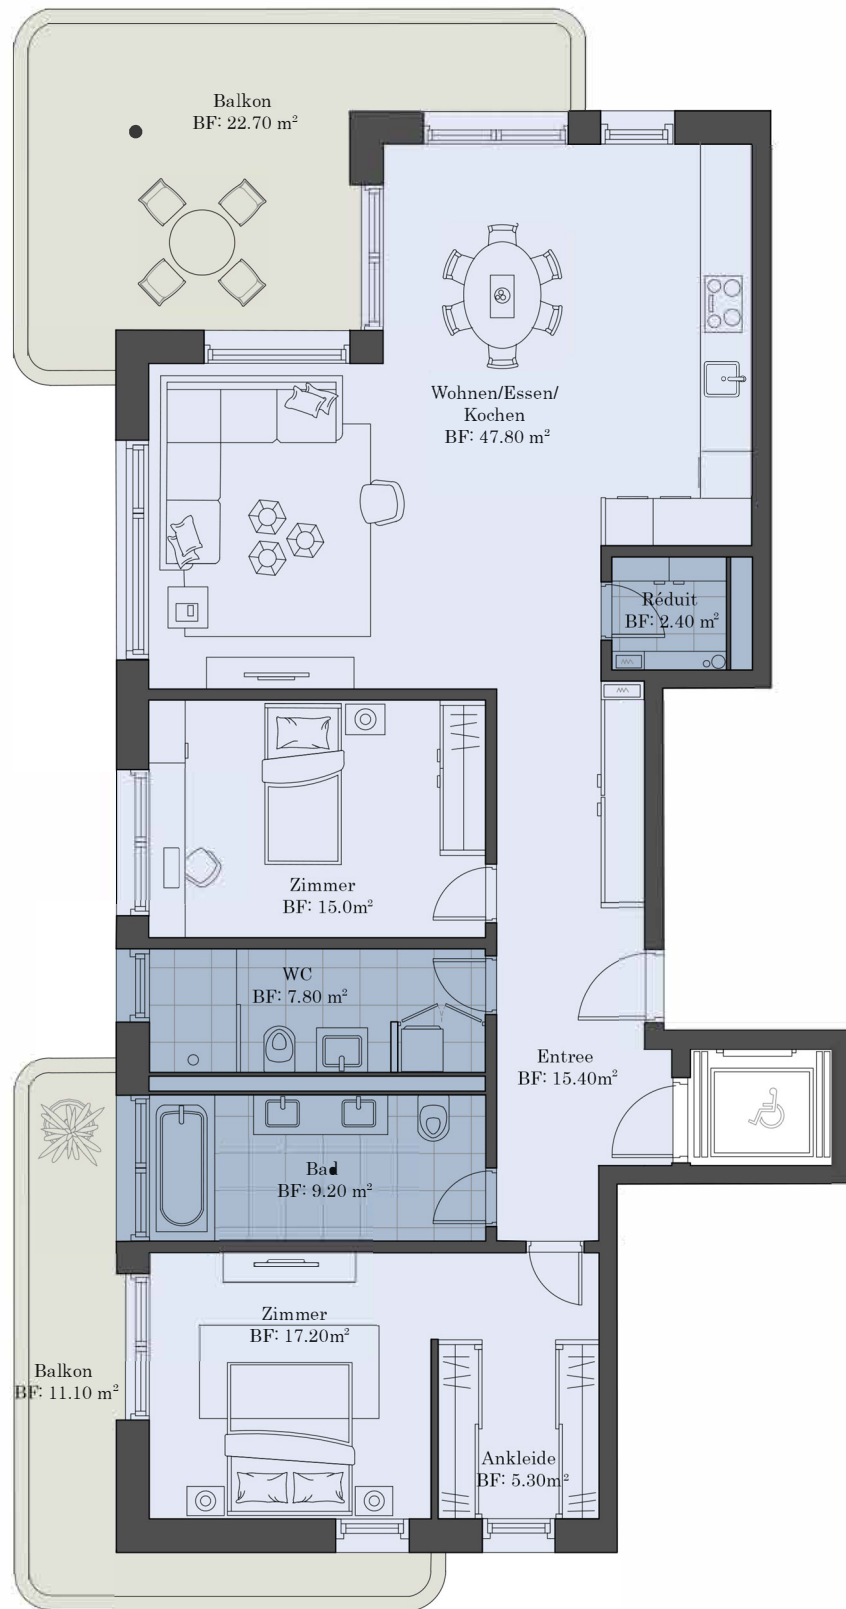 Balkon
BF: 22.70 m²
Wohnen/Essen/
Kochen
BF: 47.80 m²
Réduit
BF: 2.40 m²
Zimmer
BF: 15.0m²
WC
BF: 7.80 m²
Entree
BF: 15.40m²
Bad
BF: 9.20 m²
Zimmer
BF: 17.20m²
Balkon
BF: 11.10 m²
Ankleide
BF: 5.30m²